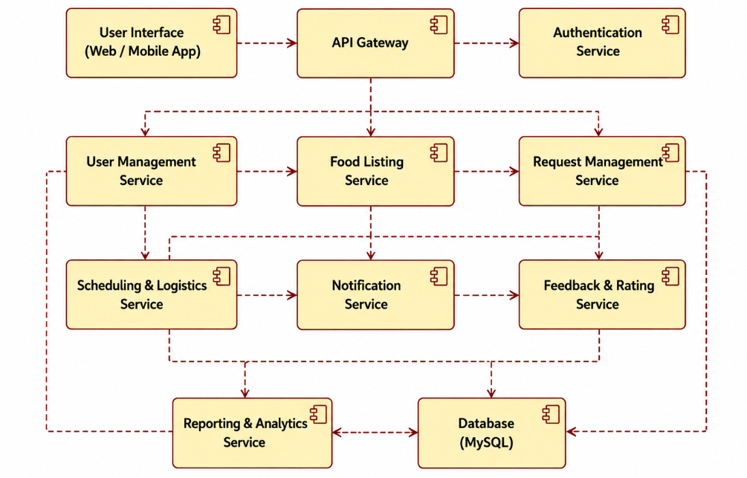 User Interface
(Web / Mobile App)
API Gateway
Authentication
Service
User Management
Service
Food Listing
Service
Request Management
Service
Scheduling & Logistics
Service
Notification
Service
Feedback & Rating
Service
Reporting & Analytics
Service
Database
(MySQL)